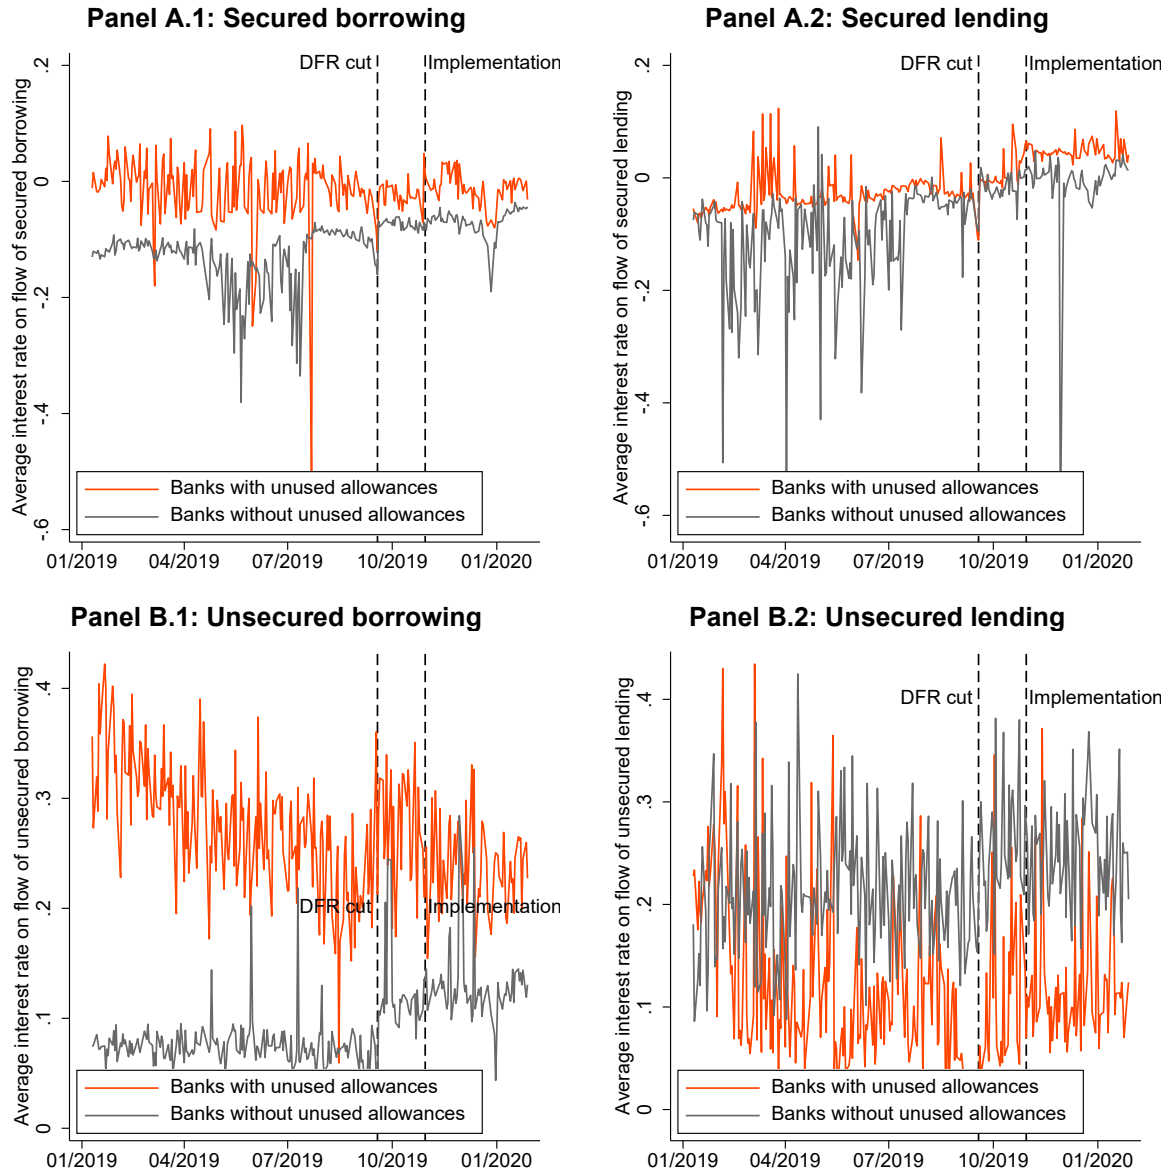 Panel A.1: Secured borrowing
Average interest rate on flow of secured borrowing
.2
0
-.2
-.4
-.6
DFR cut
Implementation
Banks with unused allowances
Banks without unused allowances
01/2019
04/2019
07/2019
10/2019
01/2020
Panel A.2: Secured lending
Average interest rate on flow of secured lending
.2
0
-.2
-.4
-.6
DFR cut
Implementation
Banks with unused allowances
Banks without unused allowances
01/2019
04/2019
07/2019
10/2019
01/2020
Panel B.1: Unsecured borrowing
Average interest rate on flow of unsecured borrowing
.4
.3
.2
.1
0
DFR cut
Implementation
Banks with unused allowances
Banks without unused allowances
01/2019
04/2019
07/2019
10/2019
01/2020
Panel B.2: Unsecured lending
Average interest rate on flow of unsecured lending
.4
.3
.2
.1
0
DFR cut
Implementation
Banks with unused allowances
Banks without unused allowances
01/2019
04/2019
07/2019
10/2019
01/2020